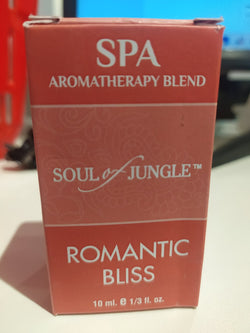 SPA
AROMATHERAPY BLEND
SOUL of JUNGLE™
ROMANTIC
BLISS
10 ml. e 1/3 fl. oz.